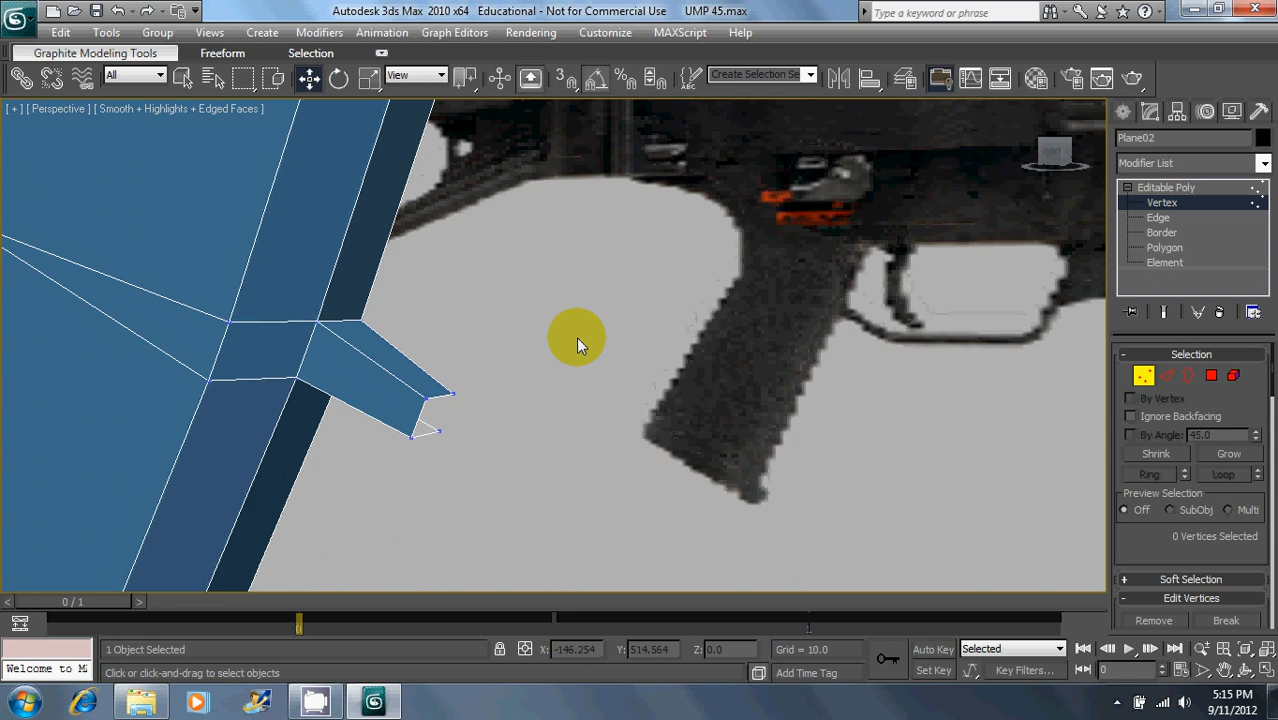 Autodesk 3ds Max 2010 x64 Educational - Not for Commercial Use UMP 45.max
Type a keyword or phrase
Edit Tools Group Views Create Modifiers Animation Graph Editors Rendering Customize MAXScript Help
Graphite Modeling Tools Freeform Selection
All View Create Selection Se
[ + ] [ Perspective ] [ Smooth + Highlights + Edged Faces ]
Plane02
Modifier List
Editable Poly
Vertex
Edge
Border
Polygon
Element
Selection
By Vertex
Ignore Backfacing
By Angle: 45.0
Shrink Grow
Ring Loop
Preview Selection
Off SubObj Multi
0 Vertices Selected
Soft Selection
Edit Vertices
Remove Break
0 / 1
1 Object Selected X: -146.254 Y: 514.564 Z: 0.0 Grid = 10.0 Auto Key Selected
Welcome to M Click or click-and-drag to select objects Add Time Tag Set Key Key Filters... 0
5:15 PM
9/11/2012